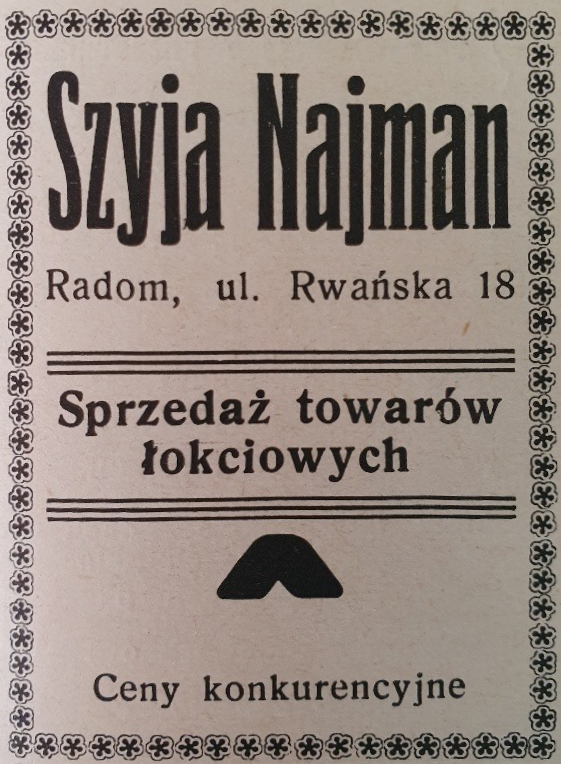 Szyja Najman
Radom, ul. Rwańska 18
Sprzedaż towarów
łokciowych
Ceny konkurencyjne